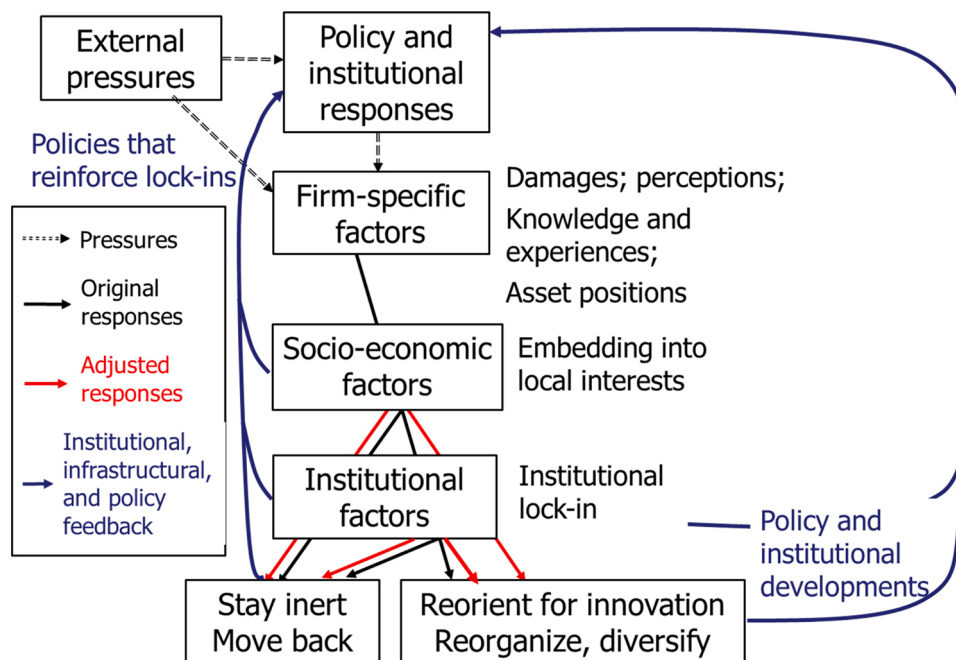 External
pressures
Policy and
institutional
responses
Policies that
reinforce lock-ins
Firm-specific
factors
Damages; perceptions;
Knowledge and
experiences;
Asset positions
Pressures
Original
responses
Adjusted
responses
Institutional,
infrastructural,
and policy
feedback
Socio-economic
factors
Embedding into
local interests
Institutional
factors
Institutional
lock-in
Policy and
institutional
developments
Stay inert
Move back
Reorient for innovation
Reorganize, diversify